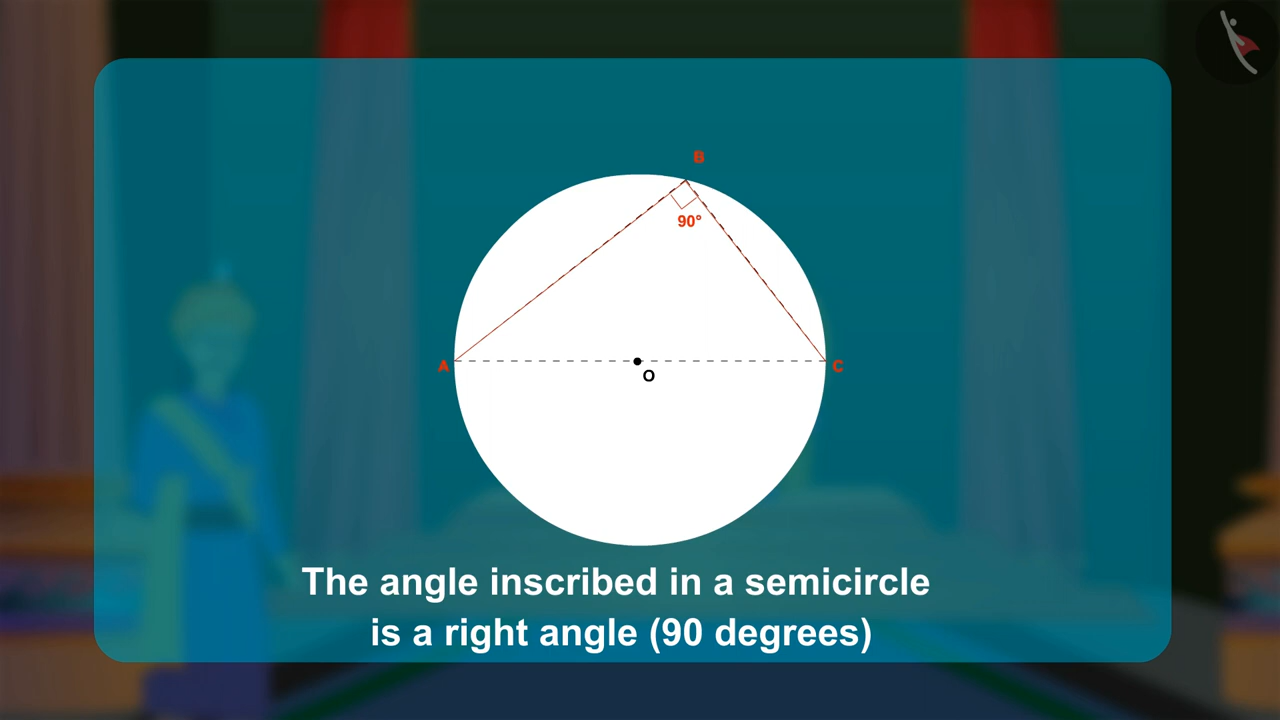 B
90°
A
C
O
The angle inscribed in a semicircle
is a right angle (90 degrees)